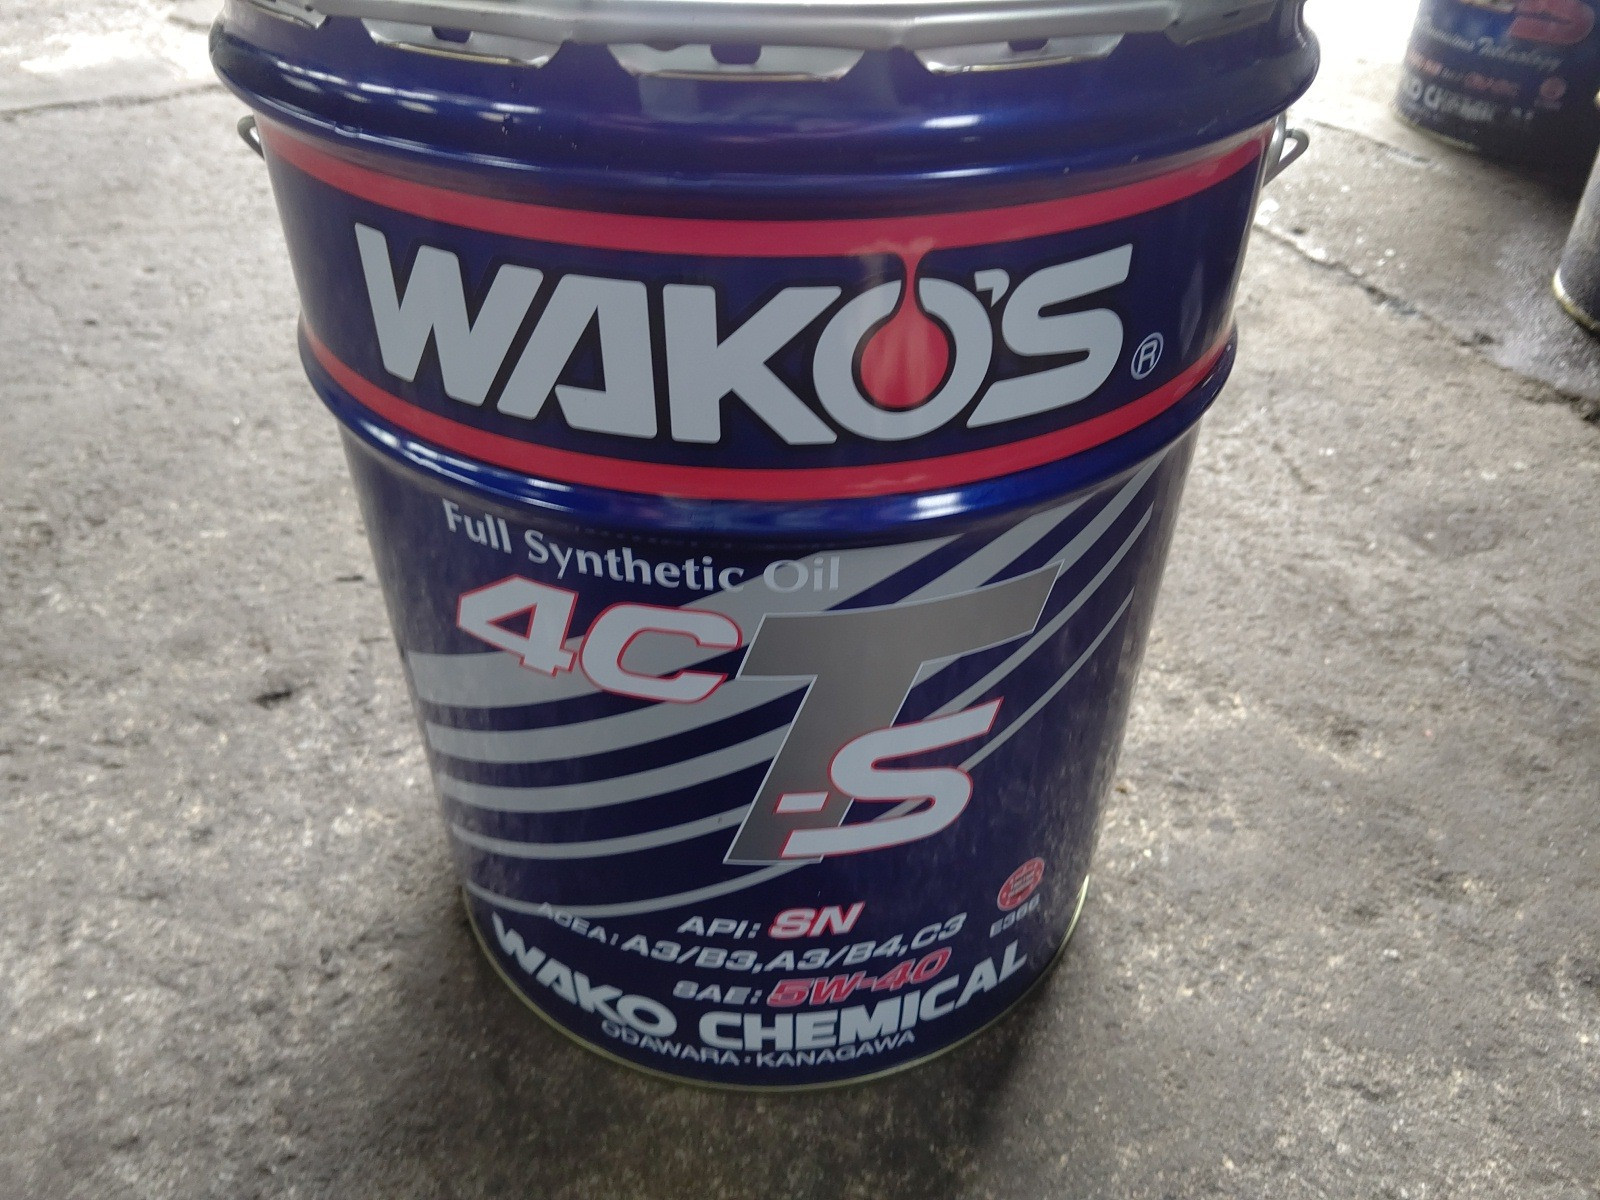 WAKO'S®
Full Synthetic Oil
4CT-S
API: SN
ACEA: A3/B3, A3/B4, C3
SAE: 5W-40
E366
WAKO CHEMICAL
ODAWARA・KANAGAWA